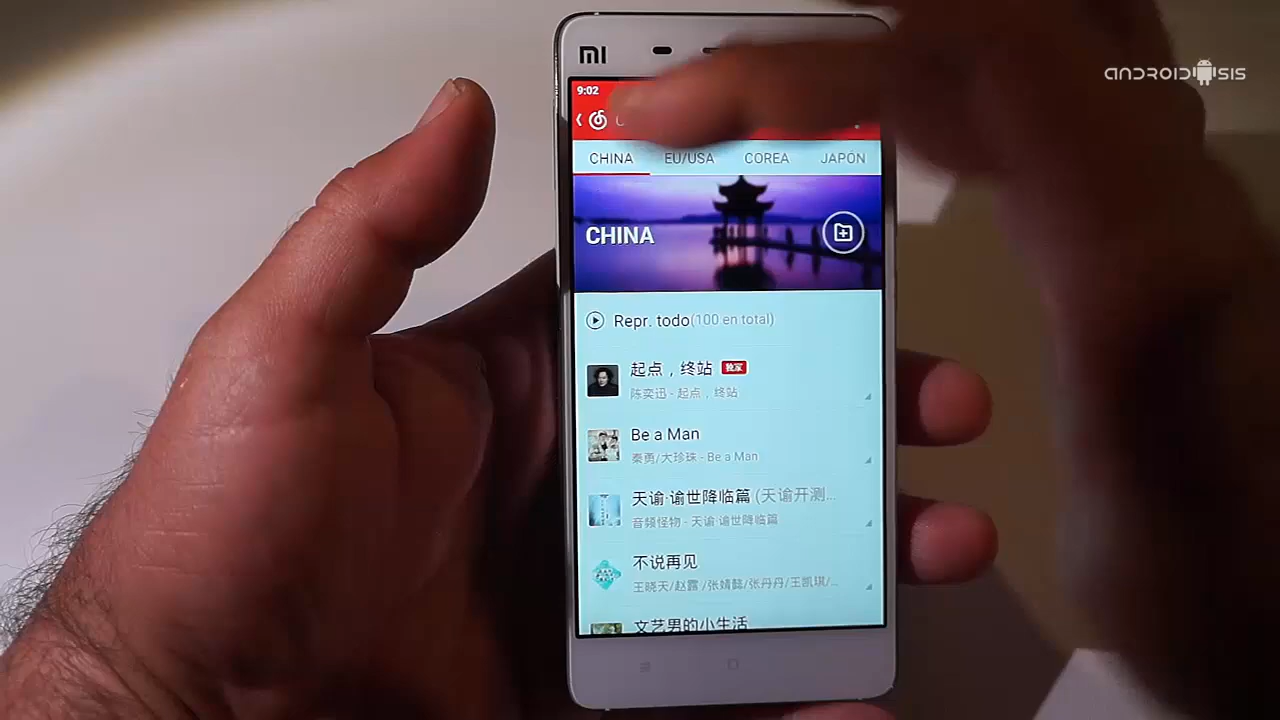 ANDROIDSIS
MI
9:02
CHINA EU/USA COREA JAPÓN
CHINA
Repr. todo(100 en total)
起点，终站 独家
陈奕迅 - 起点，终站
Be a Man
秦勇/大珍珠 - Be a Man
天谕·谕世降临篇 (天谕开测...
音频怪物 - 天谕·谕世降临篇
不说再见
王晓天/赵露/张婧懿/张丹丹/王凯琪/...
文艺男的小生活